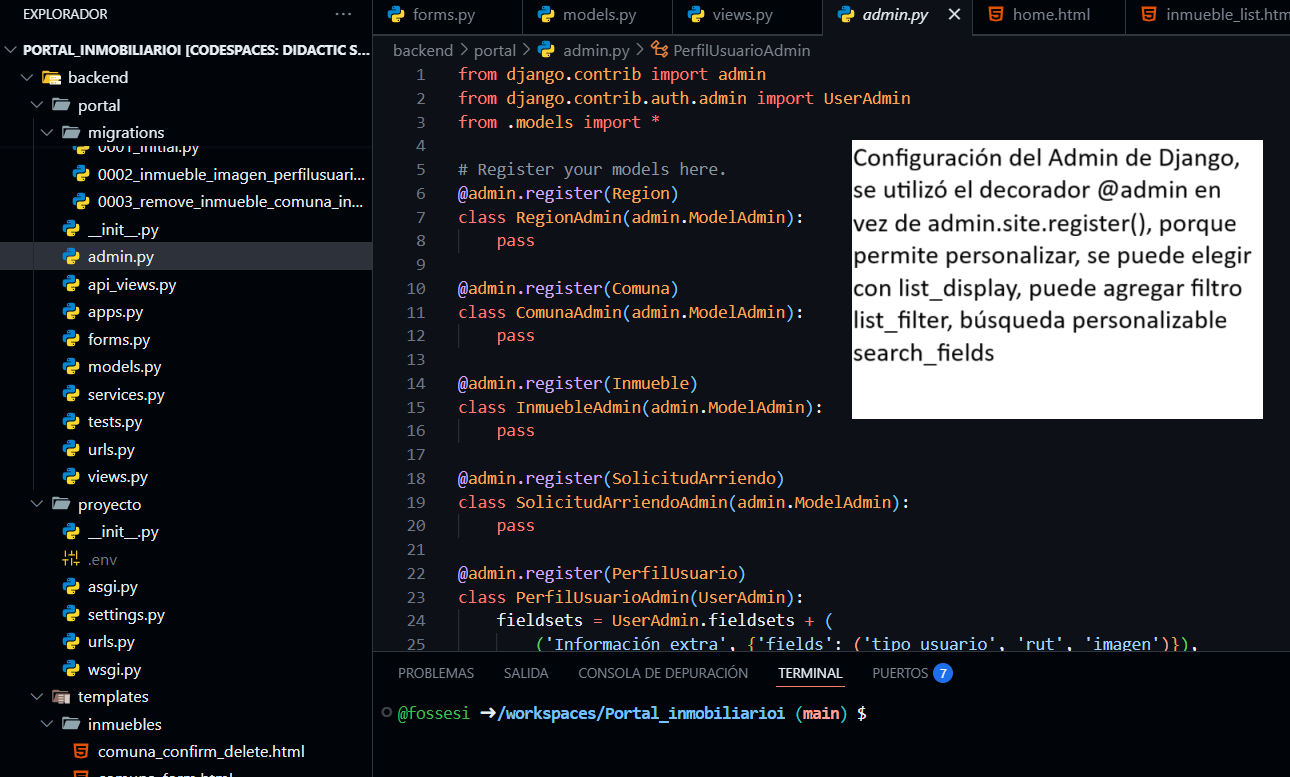 EXPLORADOR ...
PORTAL_INMOBILIARIOI [CODESPACES: DIDACTIC S...
backend
portal
migrations
0001_initial.py
0002_inmueble_imagen_perfilusuari...
0003_remove_inmueble_comuna_in...
__init__.py
admin.py
api_views.py
apps.py
forms.py
models.py
services.py
tests.py
urls.py
views.py
proyecto
__init__.py
.env
asgi.py
settings.py
urls.py
wsgi.py
templates
inmuebles
comuna_confirm_delete.html
comuna_form.html
forms.py models.py views.py admin.py home.html inmueble_list.htm
backend > portal > admin.py > PerfilUsuarioAdmin
1 from django.contrib import admin
2 from django.contrib.auth.admin import UserAdmin
3 from .models import *
4
5 # Register your models here.
6 @admin.register(Region)
7 class RegionAdmin(admin.ModelAdmin):
8 pass
9
10 @admin.register(Comuna)
11 class ComunaAdmin(admin.ModelAdmin):
12 pass
13
14 @admin.register(Inmueble)
15 class InmuebleAdmin(admin.ModelAdmin):
16 pass
17
18 @admin.register(SolicitudArriendo)
19 class SolicitudArriendoAdmin(admin.ModelAdmin):
20 pass
21
22 @admin.register(PerfilUsuario)
23 class PerfilUsuarioAdmin(UserAdmin):
24 fieldsets = UserAdmin.fieldsets + (
25 ('Información extra', {'fields': ('tipo_usuario', 'rut', 'imagen')}),
Configuración del Admin de Django,
se utilizó el decorador @admin en
vez de admin.site.register(), porque
permite personalizar, se puede elegir
con list_display, puede agregar filtro
list_filter, búsqueda personalizable
search_fields
PROBLEMAS SALIDA CONSOLA DE DEPURACIÓN TERMINAL PUERTOS 7
@fossesi ➜/workspaces/Portal_inmobiliarioi (main) $